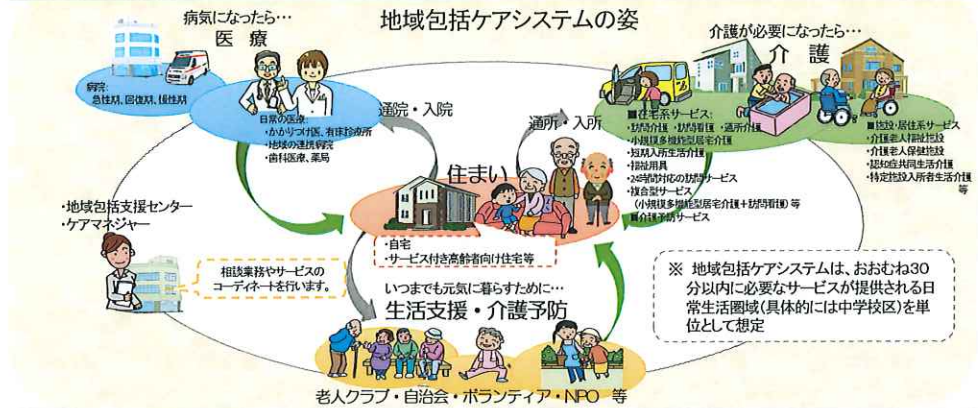 地域包括ケアシステムの姿
病気になったら…
医 療
病院:
急性期、回復期、慢性期
日常の医療:
・かかりつけ医、有床診療所
・地域の連携病院
・歯科医療、薬局
通院・入院
通所・入所
介護が必要になったら…
介 護
■在宅系サービス:
・訪問介護・訪問看護・通所介護
・小規模多機能型居宅介護
・短期入所生活介護
・福祉用具
・24時間対応の訪問サービス
・複合型サービス
(小規模多機能型居宅介護+訪問看護)等
■介護予防サービス
■施設・居住系サービス
・介護老人福祉施設
・介護老人保健施設
・認知症共同生活介護
・特定施設入所者生活介護
等
住まい
・自宅
・サービス付き高齢者向け住宅等
・地域包括支援センター
・ケアマネジャー
相談業務やサービスの
コーディネートを行います。
いつまでも元気に暮らすために…
生活支援・介護予防
老人クラブ・自治会・ボランティア・NPO 等
※ 地域包括ケアシステムは、おおむね30
分以内に必要なサービスが提供される日
常生活圏域(具体的には中学校区)を単
位として想定